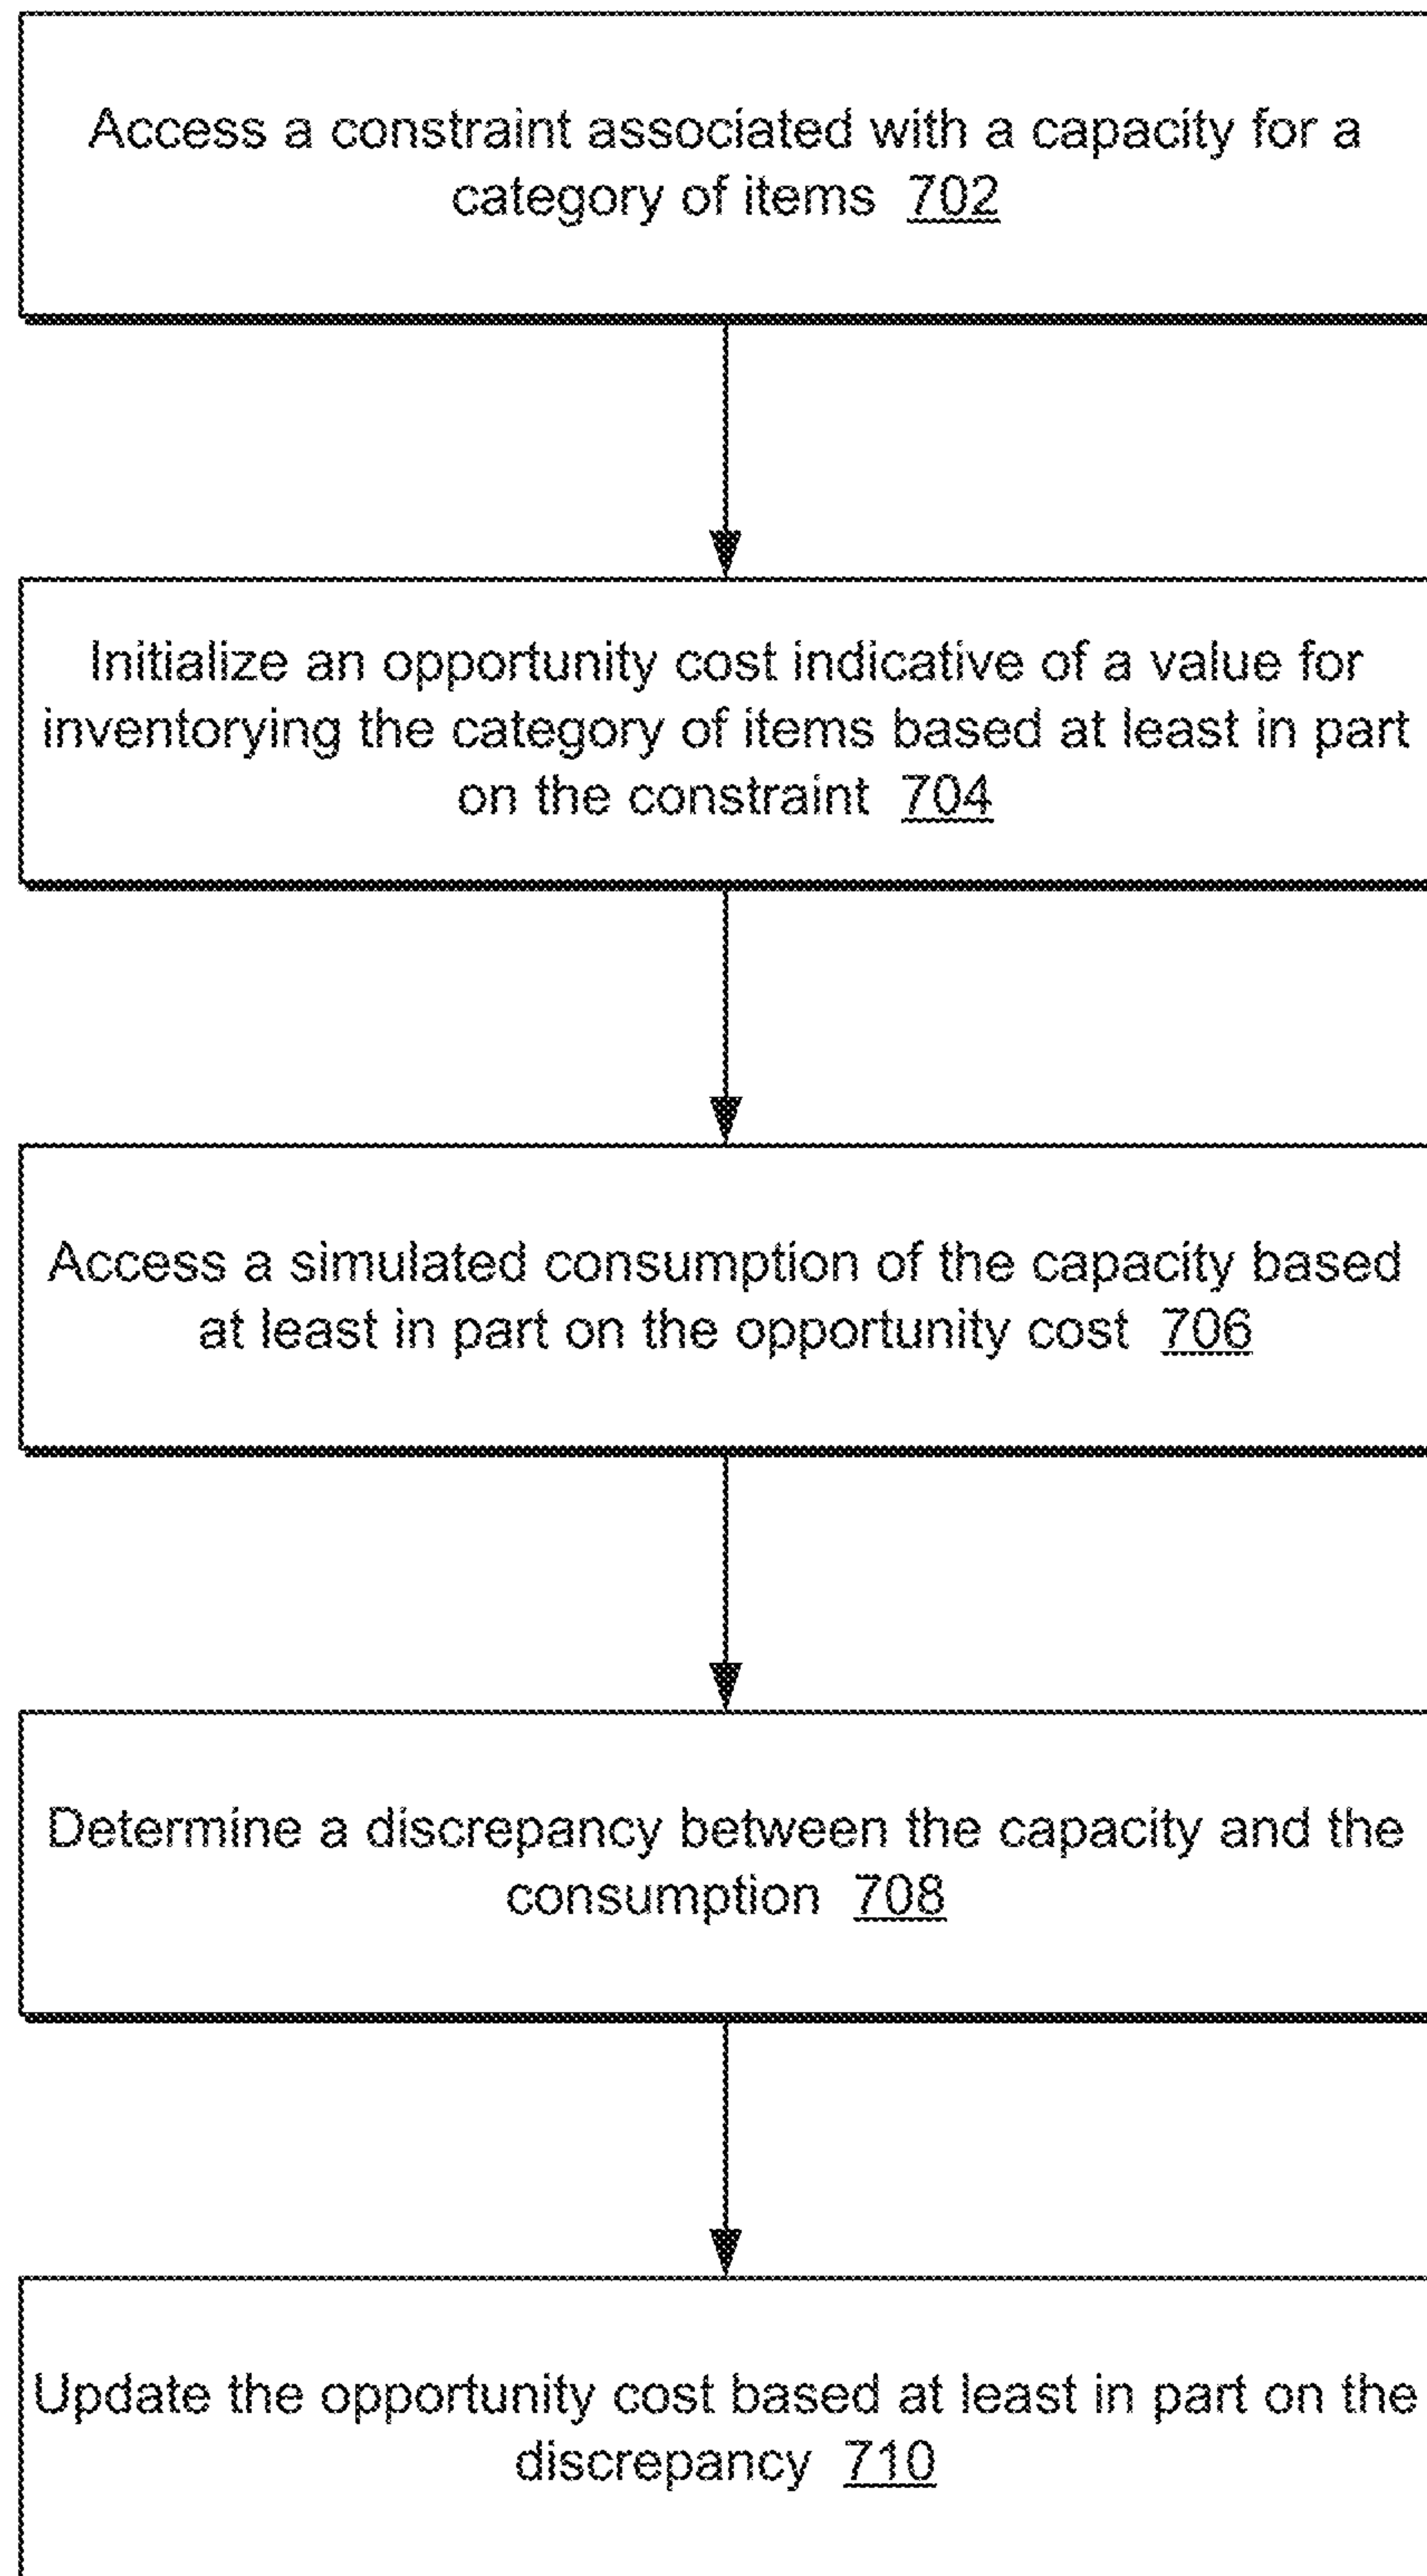 Access a constraint associated with a capacity for a
category of items 702
Initialize an opportunity cost indicative of a value for
inventorying the category of items based at least in part
on the constraint 704
Access a simulated consumption of the capacity based
at least in part on the opportunity cost 706
Determine a discrepancy between the capacity and the
consumption 708
Update the opportunity cost based at least in part on the
discrepancy 710